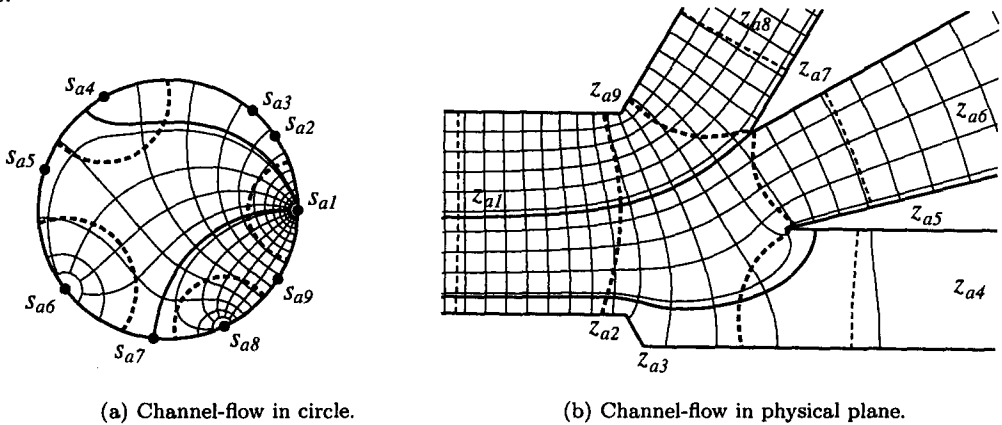 s_{a4}
s_{a3}
s_{a2}
s_{a5}
s_{a1}
s_{a6}
s_{a9}
s_{a7}
s_{a8}
z_{a8}
z_{a7}
z_{a9}
z_{a6}
z_{a1}
z_{a5}
z_{a4}
z_{a2}
z_{a3}
(a) Channel-flow in circle.
(b) Channel-flow in physical plane.